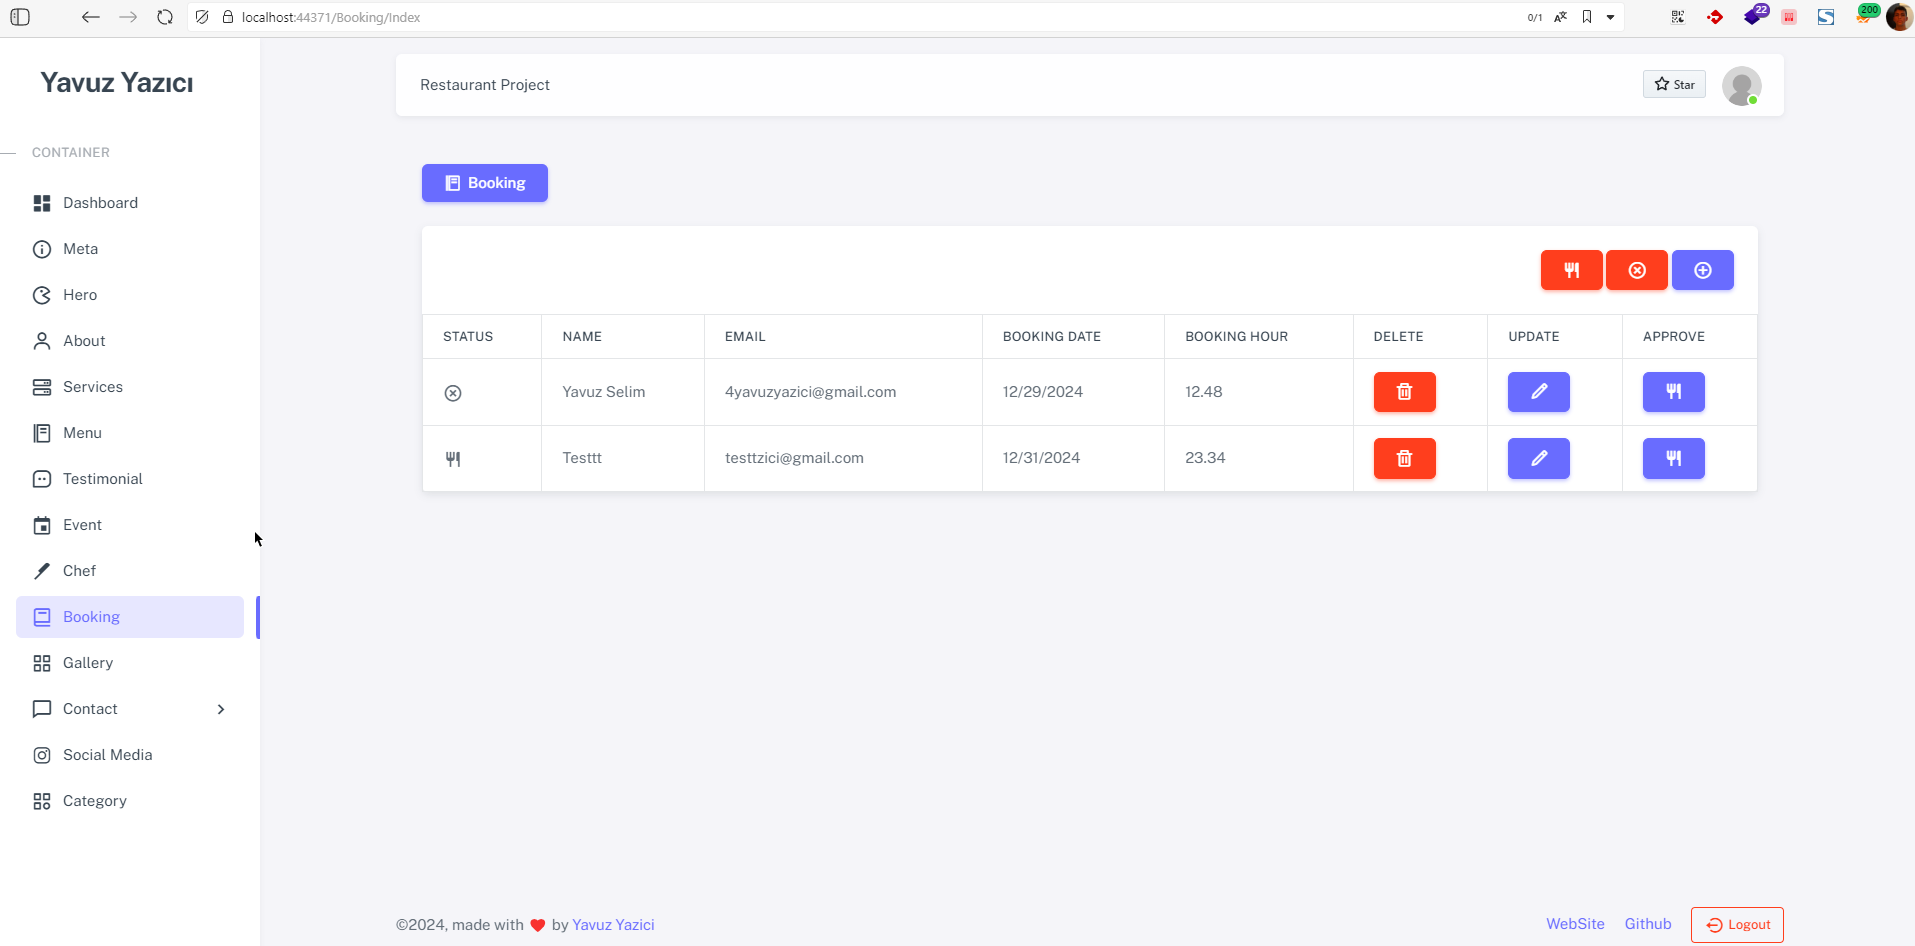 localhost:44371/Booking/Index
0/1
22
200
Yavuz Yazıcı
CONTAINER
Dashboard
Meta
Hero
About
Services
Menu
Testimonial
Event
Chef
Booking
Gallery
Contact
Social Media
Category
Restaurant Project
Star
Booking
STATUS NAME EMAIL BOOKING DATE BOOKING HOUR DELETE UPDATE APPROVE
Yavuz Selim 4yavuzyazici@gmail.com 12/29/2024 12.48
Testtt testtzici@gmail.com 12/31/2024 23.34
©2024, made with ❤️ by Yavuz Yazici
WebSite Github Logout